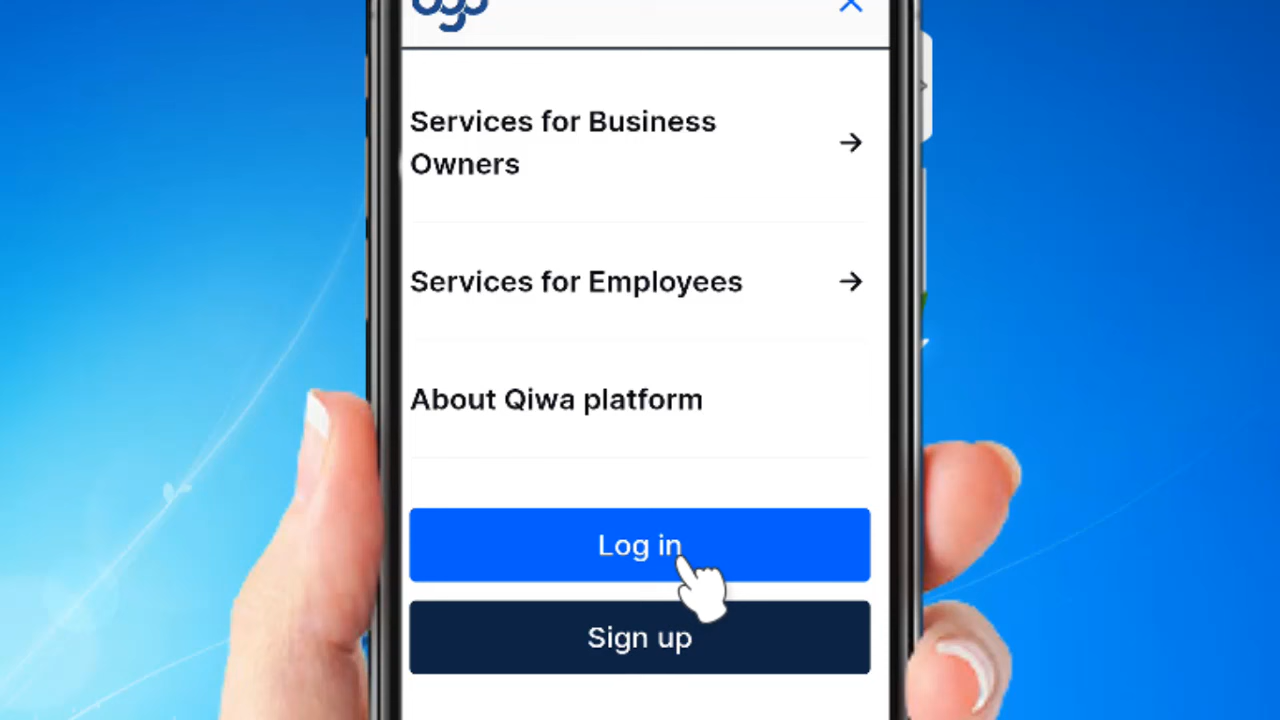 Services for Business
Owners
Services for Employees
About Qiwa platform
Log in
Sign up